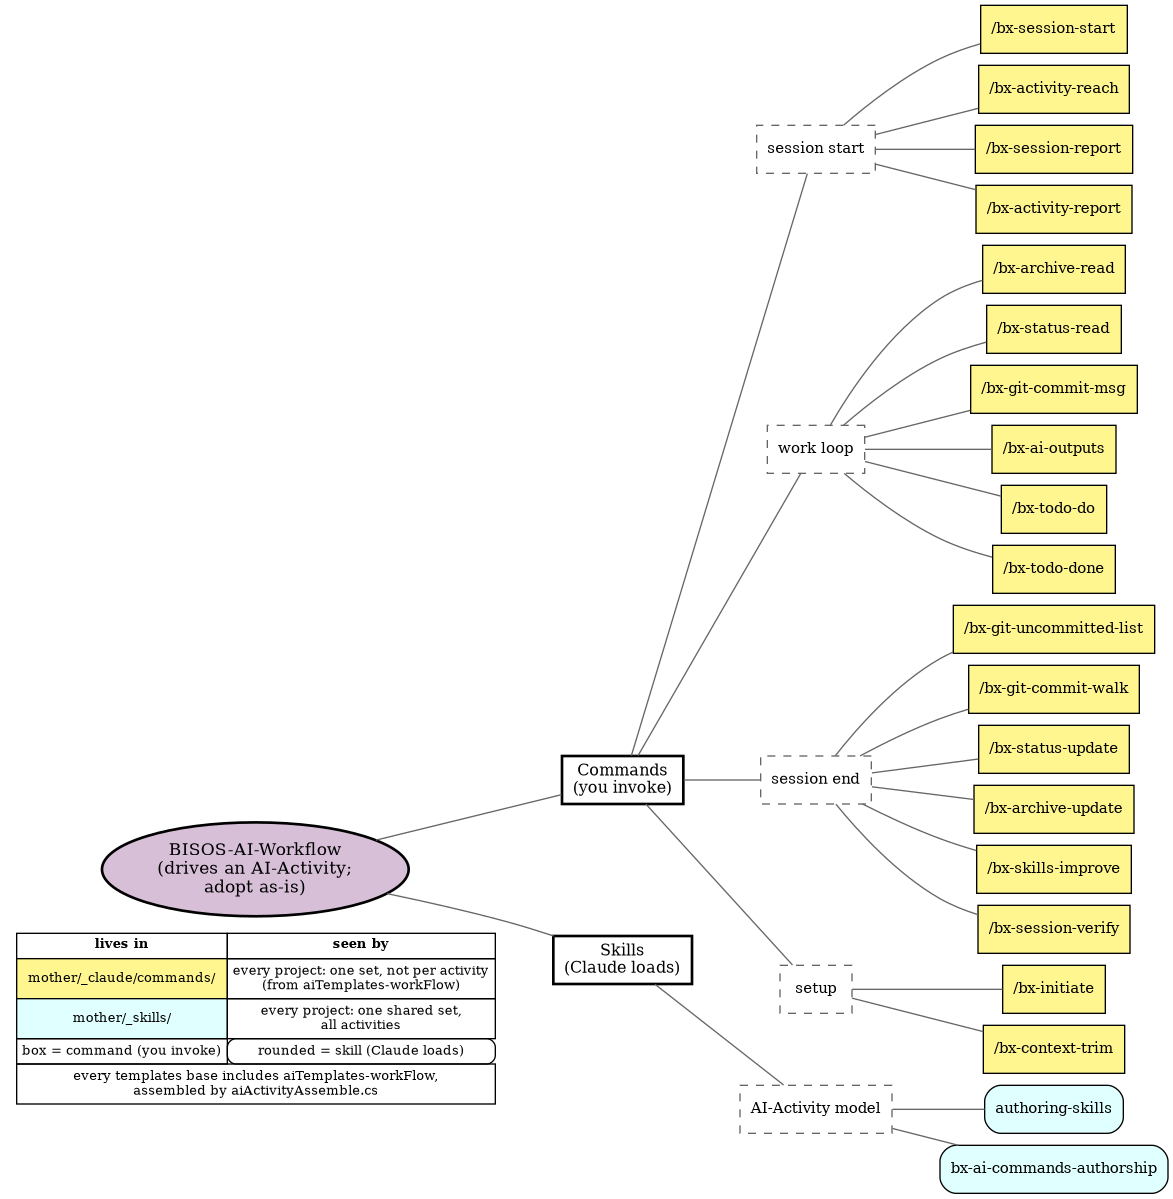 /bx-session-start
/bx-activity-reach
session start
/bx-session-report
/bx-activity-report
/bx-archive-read
/bx-status-read
/bx-git-commit-msg
work loop
/bx-ai-outputs
/bx-todo-do
/bx-todo-done
/bx-git-uncommitted-list
/bx-git-commit-walk
/bx-status-update
Commands
(you invoke)
session end
/bx-archive-update
/bx-skills-improve
/bx-session-verify
BISOS-AI-Workflow
(drives an AI-Activity;
adopt as-is)
Skills
(Claude loads)
setup
/bx-initiate
/bx-context-trim
lives in
seen by
mother/_claude/commands/
every project: one set, not per activity
(from aiTemplates-workFlow)
mother/_skills/
every project: one shared set,
all activities
box = command (you invoke)
rounded = skill (Claude loads)
every templates base includes aiTemplates-workFlow,
assembled by aiActivityAssemble.cs
AI-Activity model
authoring-skills
bx-ai-commands-authorship